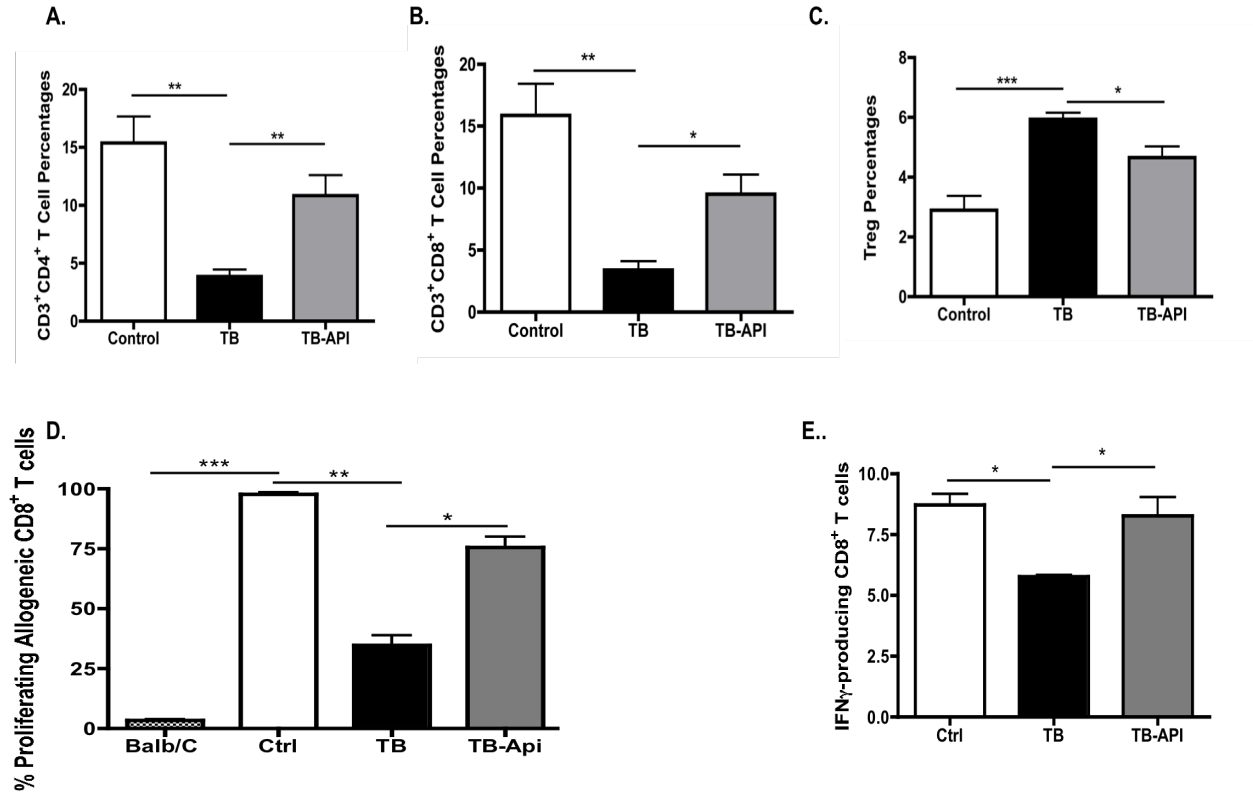 A.
CD3+CD4+ T Cell Percentages
20
15
10
5
0
**
**
Control TB TB-API
B.
CD3+CD8+ T Cell Percentages
20
15
10
5
0
**
*
Control TB TB-API
C.
Treg Percentages
8
6
4
2
0
***
*
Control TB TB-API
D.
% Proliferating Allogeneic CD8+ T cells
100
75
50
25
0
***
**
*
Balb/C Ctrl TB TB-Api
E..
IFNγ-producing CD8+ T cells
10.0
7.5
5.0
2.5
0.0
*
*
Ctrl TB TB-API